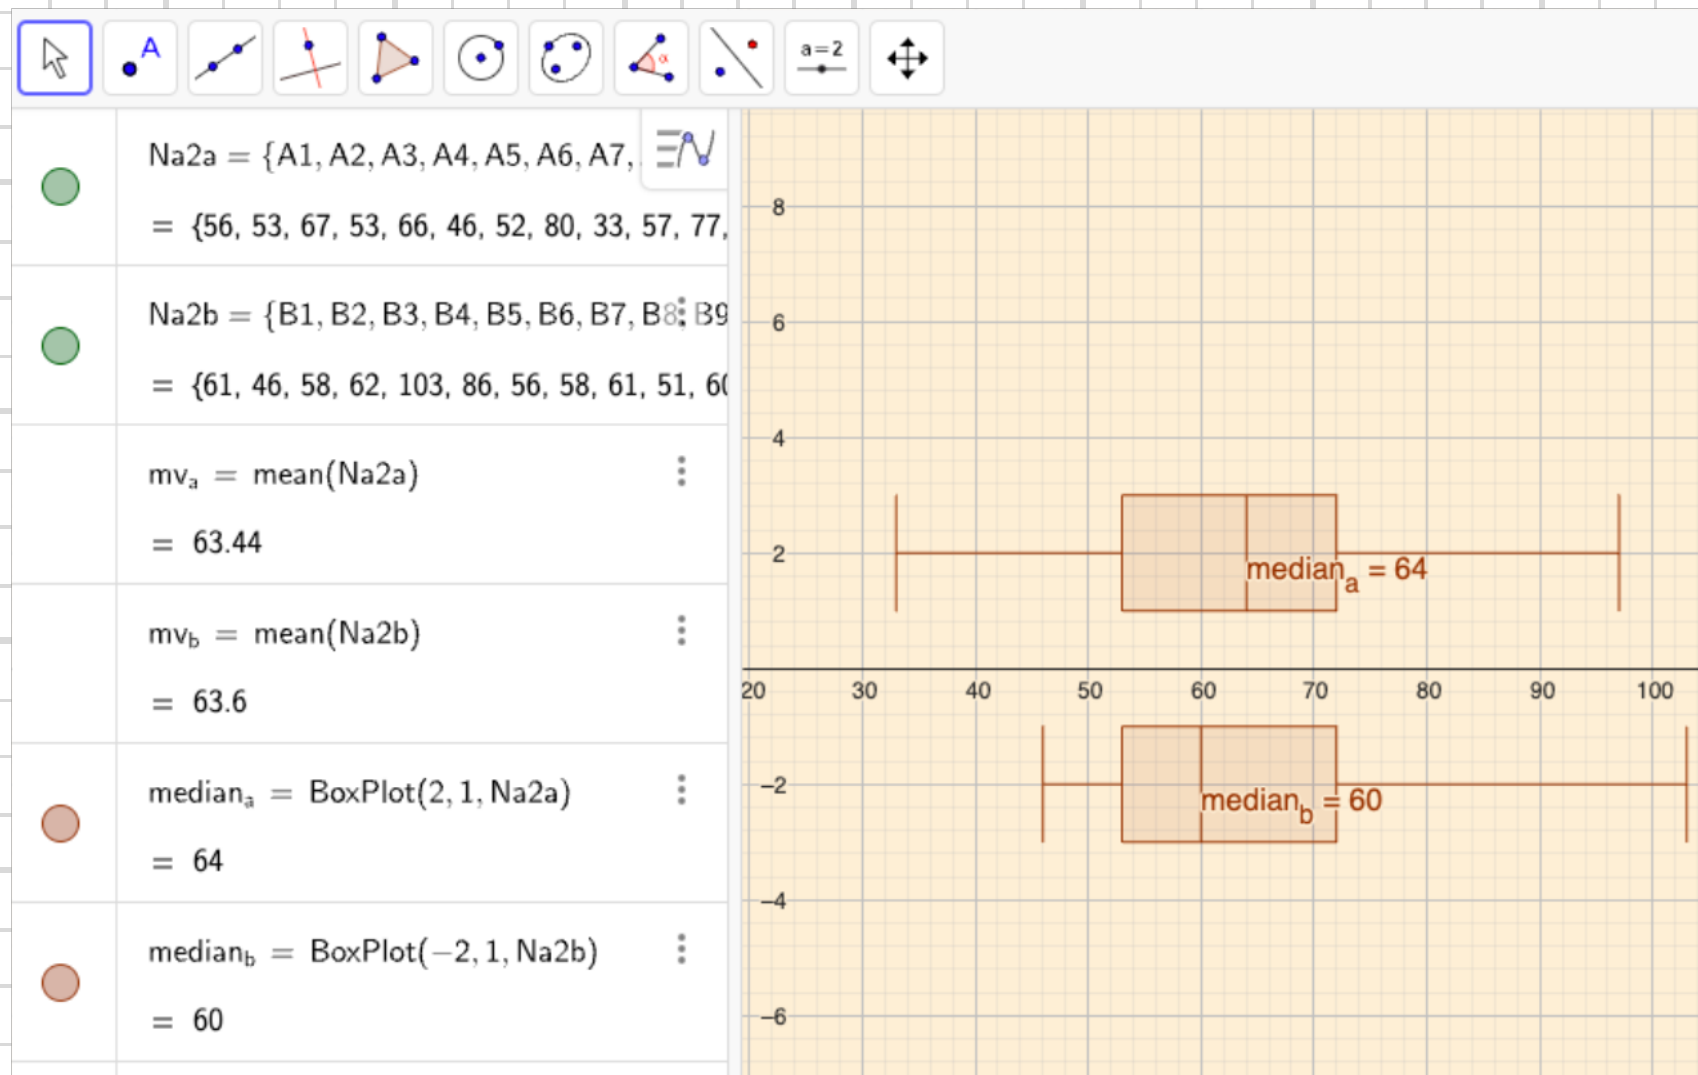 A
α
a=2
Na2a = {A1, A2, A3, A4, A5, A6, A7,
= {56, 53, 67, 53, 66, 46, 52, 80, 33, 57, 77,
Na2b = {B1, B2, B3, B4, B5, B6, B7, B8, B9
= {61, 46, 58, 62, 103, 86, 56, 58, 61, 51, 60
mvₐ = mean(Na2a)
= 63.44
mv_b = mean(Na2b)
= 63.6
medianₐ = BoxPlot(2, 1, Na2a)
= 64
median_b = BoxPlot(−2, 1, Na2b)
= 60
8
6
4
2
medianₐ = 64
20 30 40 50 60 70 80 90 100
−2
median_b = 60
−4
−6